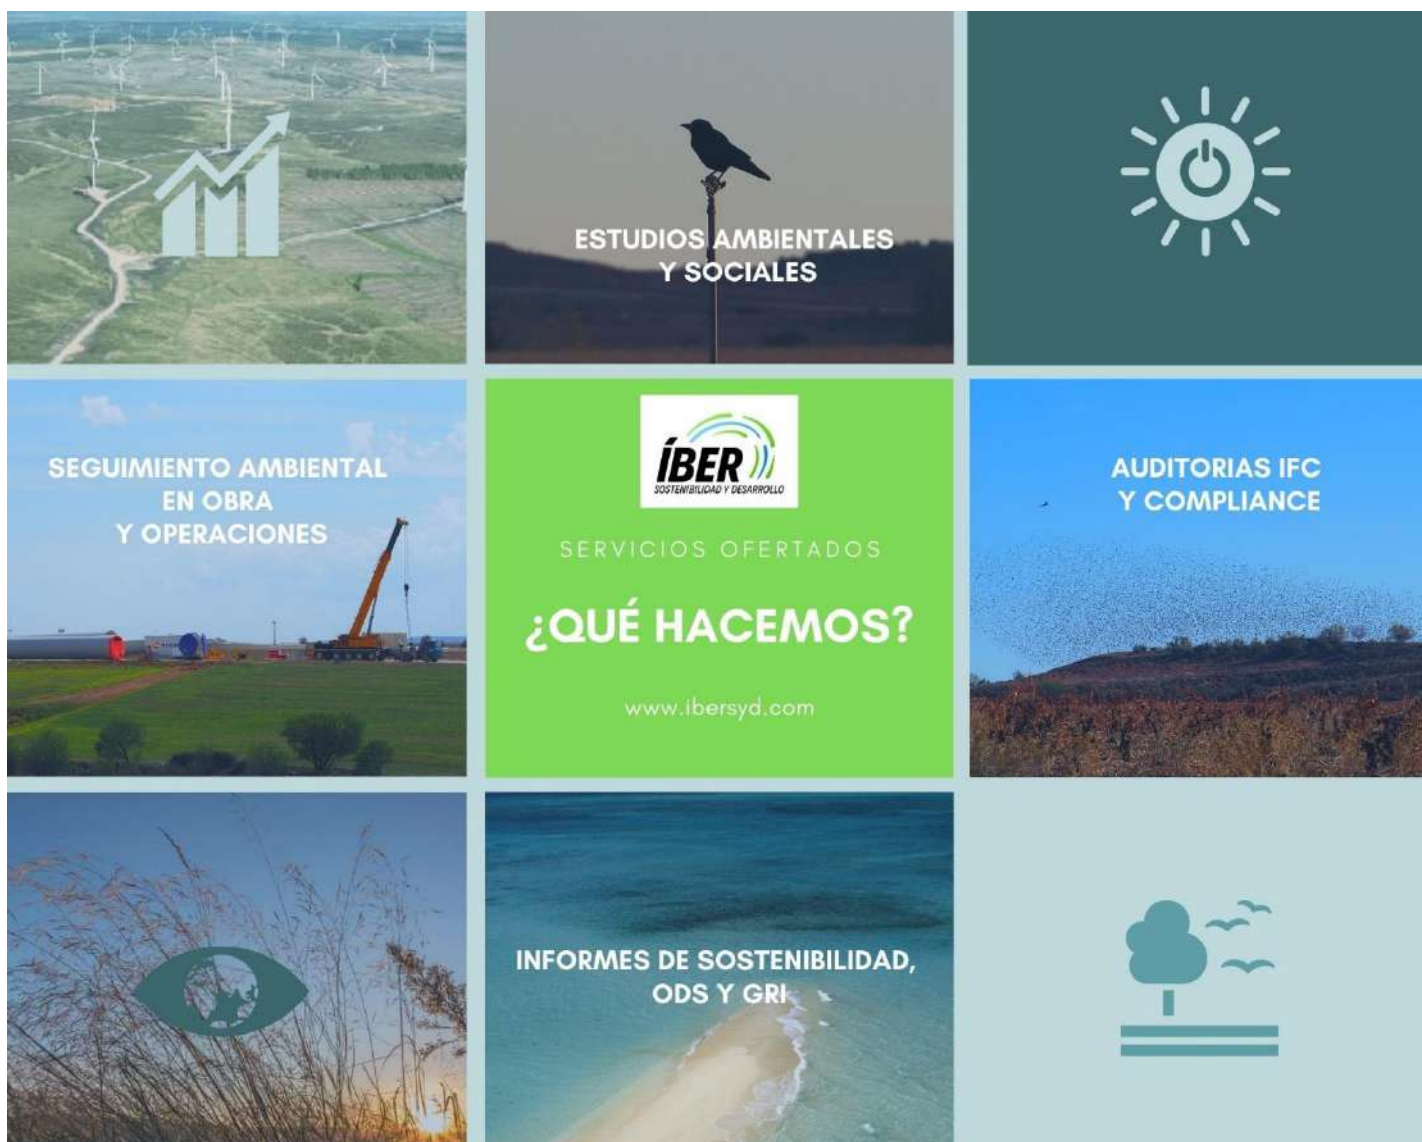 ESTUDIOS AMBIENTALES
Y SOCIALES
SEGUIMIENTO AMBIENTAL
EN OBRA
Y OPERACIONES
ÍBER
SOSTENIBILIDAD Y DESARROLLO
SERVICIOS OFERTADOS
¿QUÉ HACEMOS?
www.ibersyd.com
AUDITORIAS IFC
Y COMPLIANCE
INFORMES DE SOSTENIBILIDAD,
ODS Y GRI